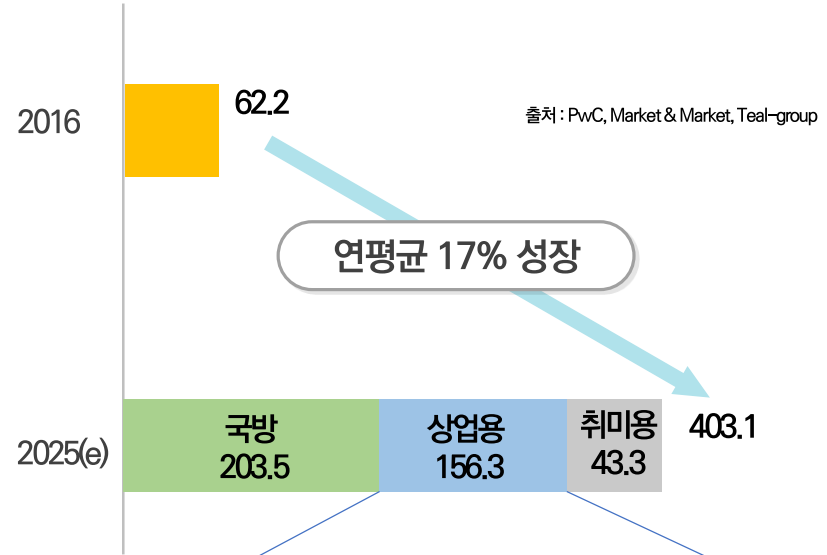 2016
62.2
출처 : PwC, Market & Market, Teal-group
연평균 17% 성장
2025(e)
국방
203.5
상업용
156.3
취미용
43.3
403.1